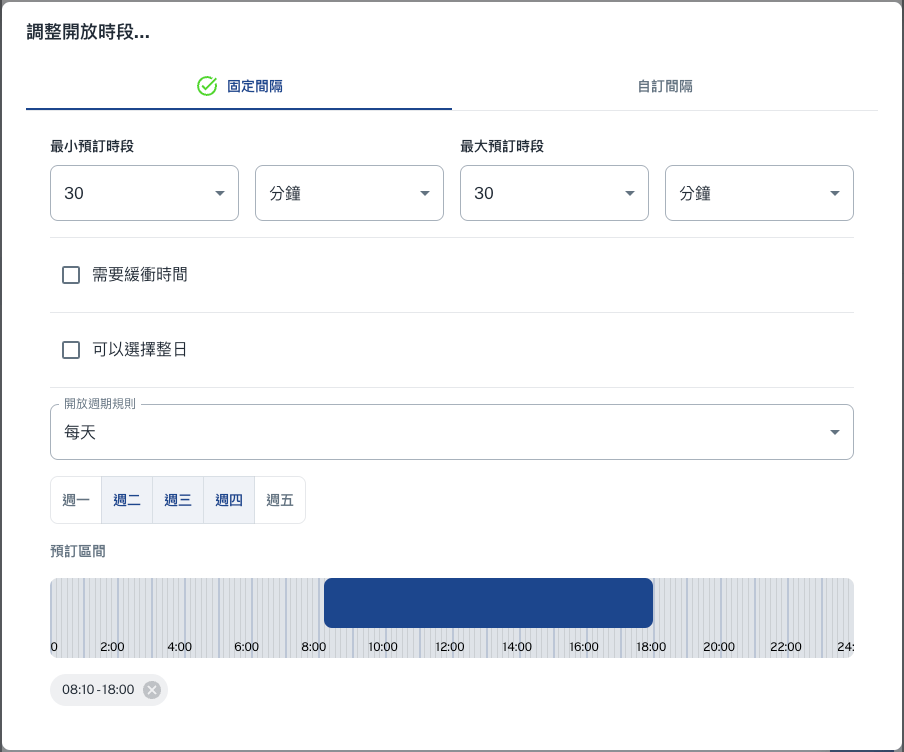 調整開放時段...
固定間隔 自訂間隔
最小預訂時段 最大預訂時段
30 分鐘 30 分鐘
需要緩衝時間
可以選擇整日
開放週期規則
每天
週一 週二 週三 週四 週五
預訂區間
0 2:00 4:00 6:00 8:00 10:00 12:00 14:00 16:00 18:00 20:00 22:00 24:
08:10 - 18:00